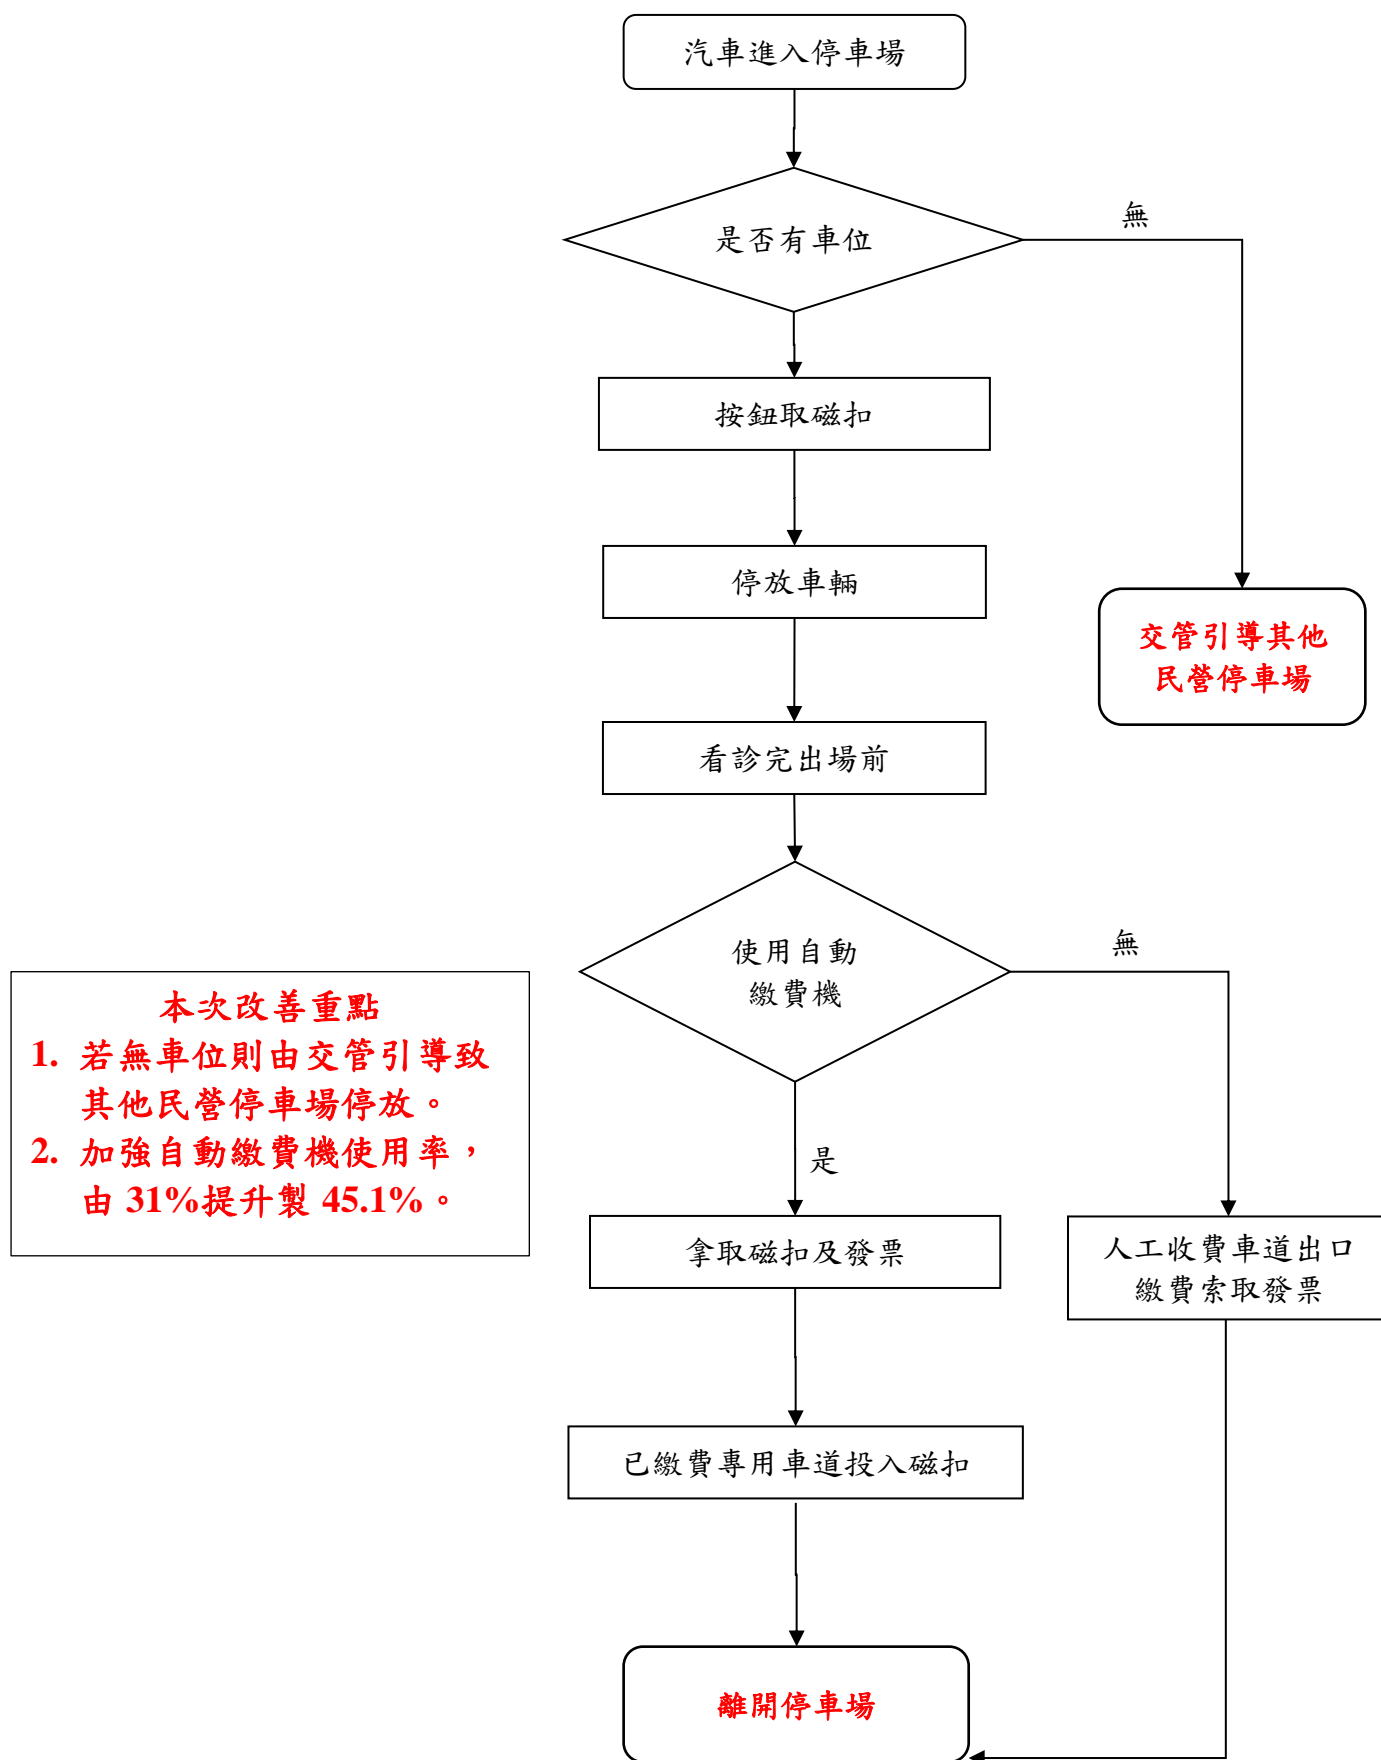 汽車進入停車場
是否有車位
無
按鈕取磁扣
停放車輛
交管引導其他
民營停車場
看診完出場前
使用自動
繳費機
無
本次改善重點
1. 若無車位則由交管引導致
其他民營停車場停放。
2. 加強自動繳費機使用率，
由 31%提升製 45.1%。
是
拿取磁扣及發票
人工收費車道出口
繳費索取發票
已繳費專用車道投入磁扣
離開停車場